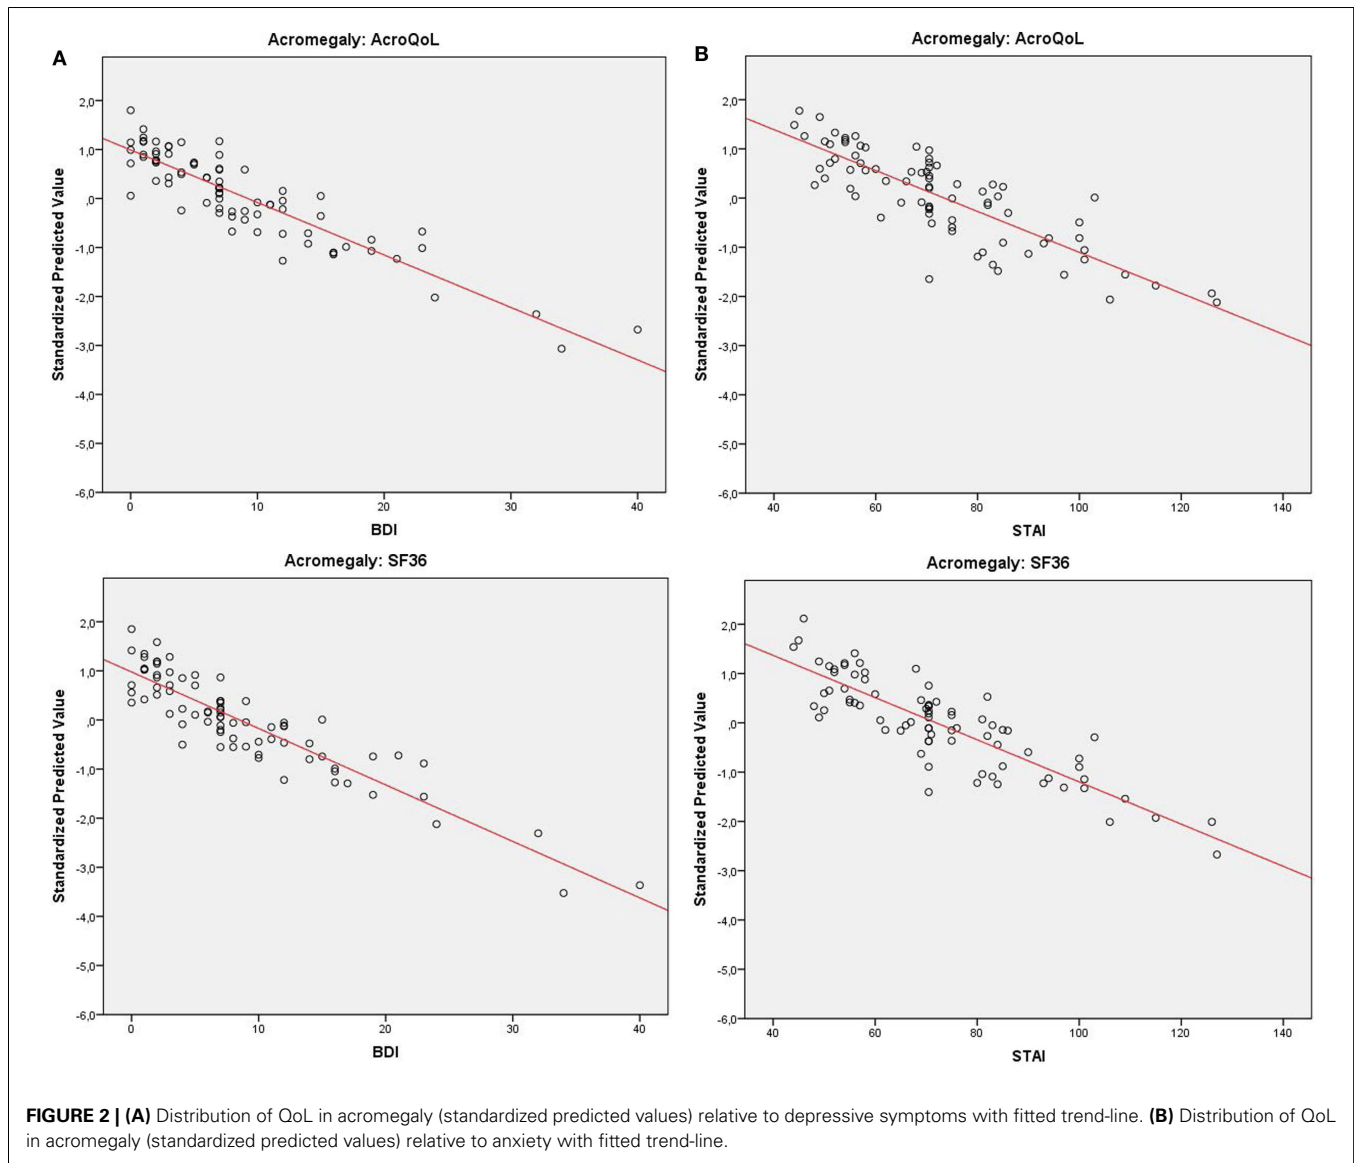 A
Acromegaly: AcroQoL
Standardized Predicted Value
2,0
1,0
,0
-1,0
-2,0
-3,0
-4,0
-5,0
-6,0
0 10 20 30 40
BDI
B
Acromegaly: AcroQoL
Standardized Predicted Value
2,0
1,0
,0
-1,0
-2,0
-3,0
-4,0
-5,0
-6,0
40 60 80 100 120 140
STAI
Acromegaly: SF36
Standardized Predicted Value
2,0
1,0
,0
-1,0
-2,0
-3,0
-4,0
-5,0
-6,0
0 10 20 30 40
BDI
Acromegaly: SF36
Standardized Predicted Value
2,0
1,0
,0
-1,0
-2,0
-3,0
-4,0
-5,0
-6,0
40 60 80 100 120 140
STAI
FIGURE 2 | (A) Distribution of QoL in acromegaly (standardized predicted values) relative to depressive symptoms with fitted trend-line. (B) Distribution of QoL
in acromegaly (standardized predicted values) relative to anxiety with fitted trend-line.